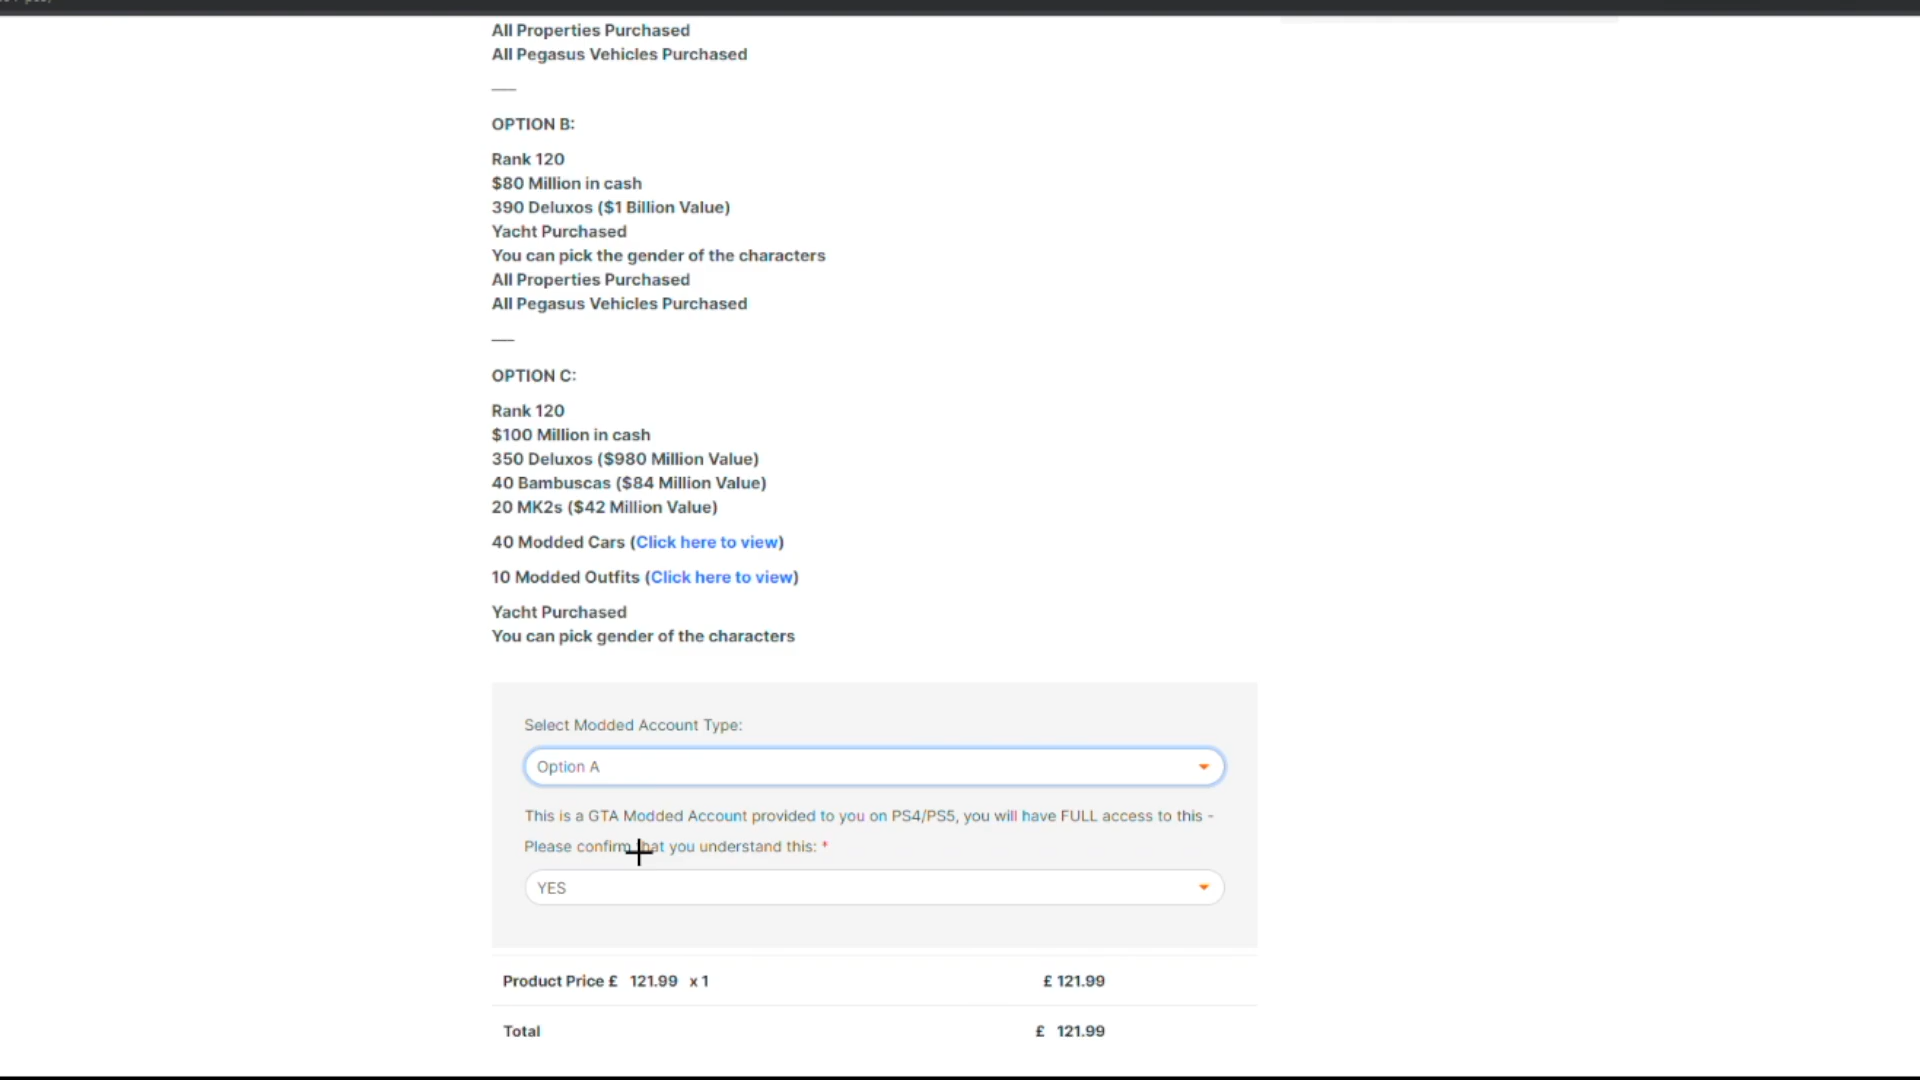 All Properties Purchased
All Pegasus Vehicles Purchased
OPTION B:
Rank 120
$80 Million in cash
390 Deluxos ($1 Billion Value)
Yacht Purchased
You can pick the gender of the characters
All Properties Purchased
All Pegasus Vehicles Purchased
OPTION C:
Rank 120
$100 Million in cash
350 Deluxos ($980 Million Value)
40 Bambuscas ($84 Million Value)
20 MK2s ($42 Million Value)
40 Modded Cars (Click here to view)
10 Modded Outfits (Click here to view)
Yacht Purchased
You can pick gender of the characters
Select Modded Account Type:
Option A
This is a GTA Modded Account provided to you on PS4/PS5, you will have FULL access to this -
Please confirm that you understand this: *
YES
Product Price £ 121.99 x 1 £ 121.99
Total £ 121.99